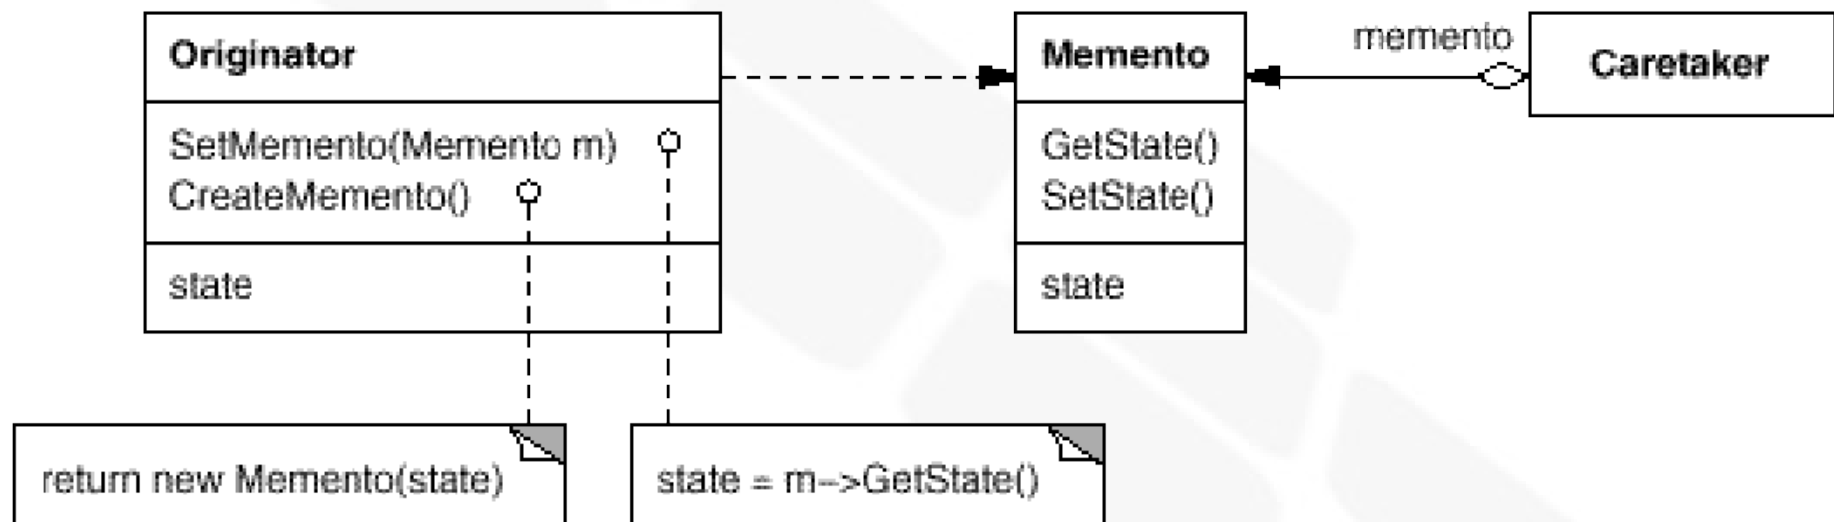 Originator
SetMemento(Memento m)
CreateMemento()
state
Memento
GetState()
SetState()
state
memento
Caretaker
return new Memento(state)
state = m->GetState()